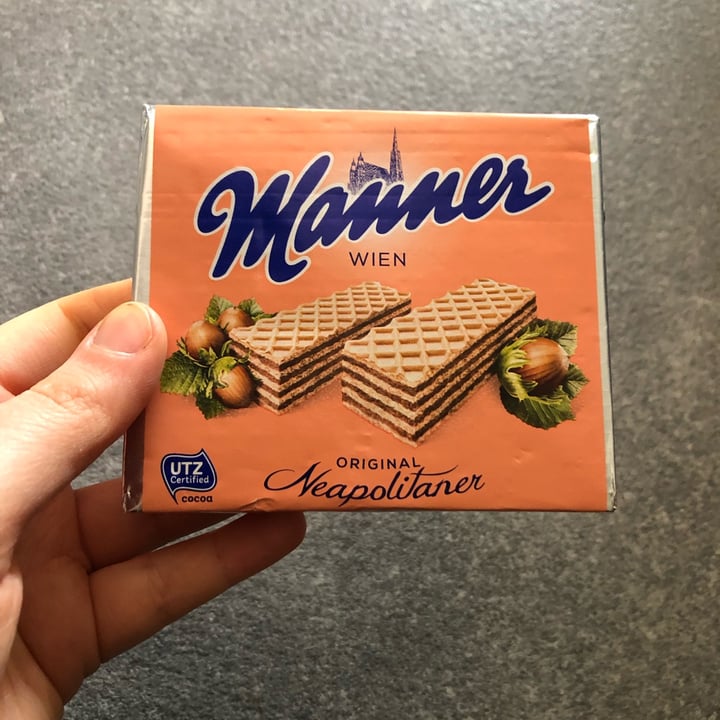 Manner
WIEN
ORIGINAL
Neapolitaner
UTZ
Certified
cocoa